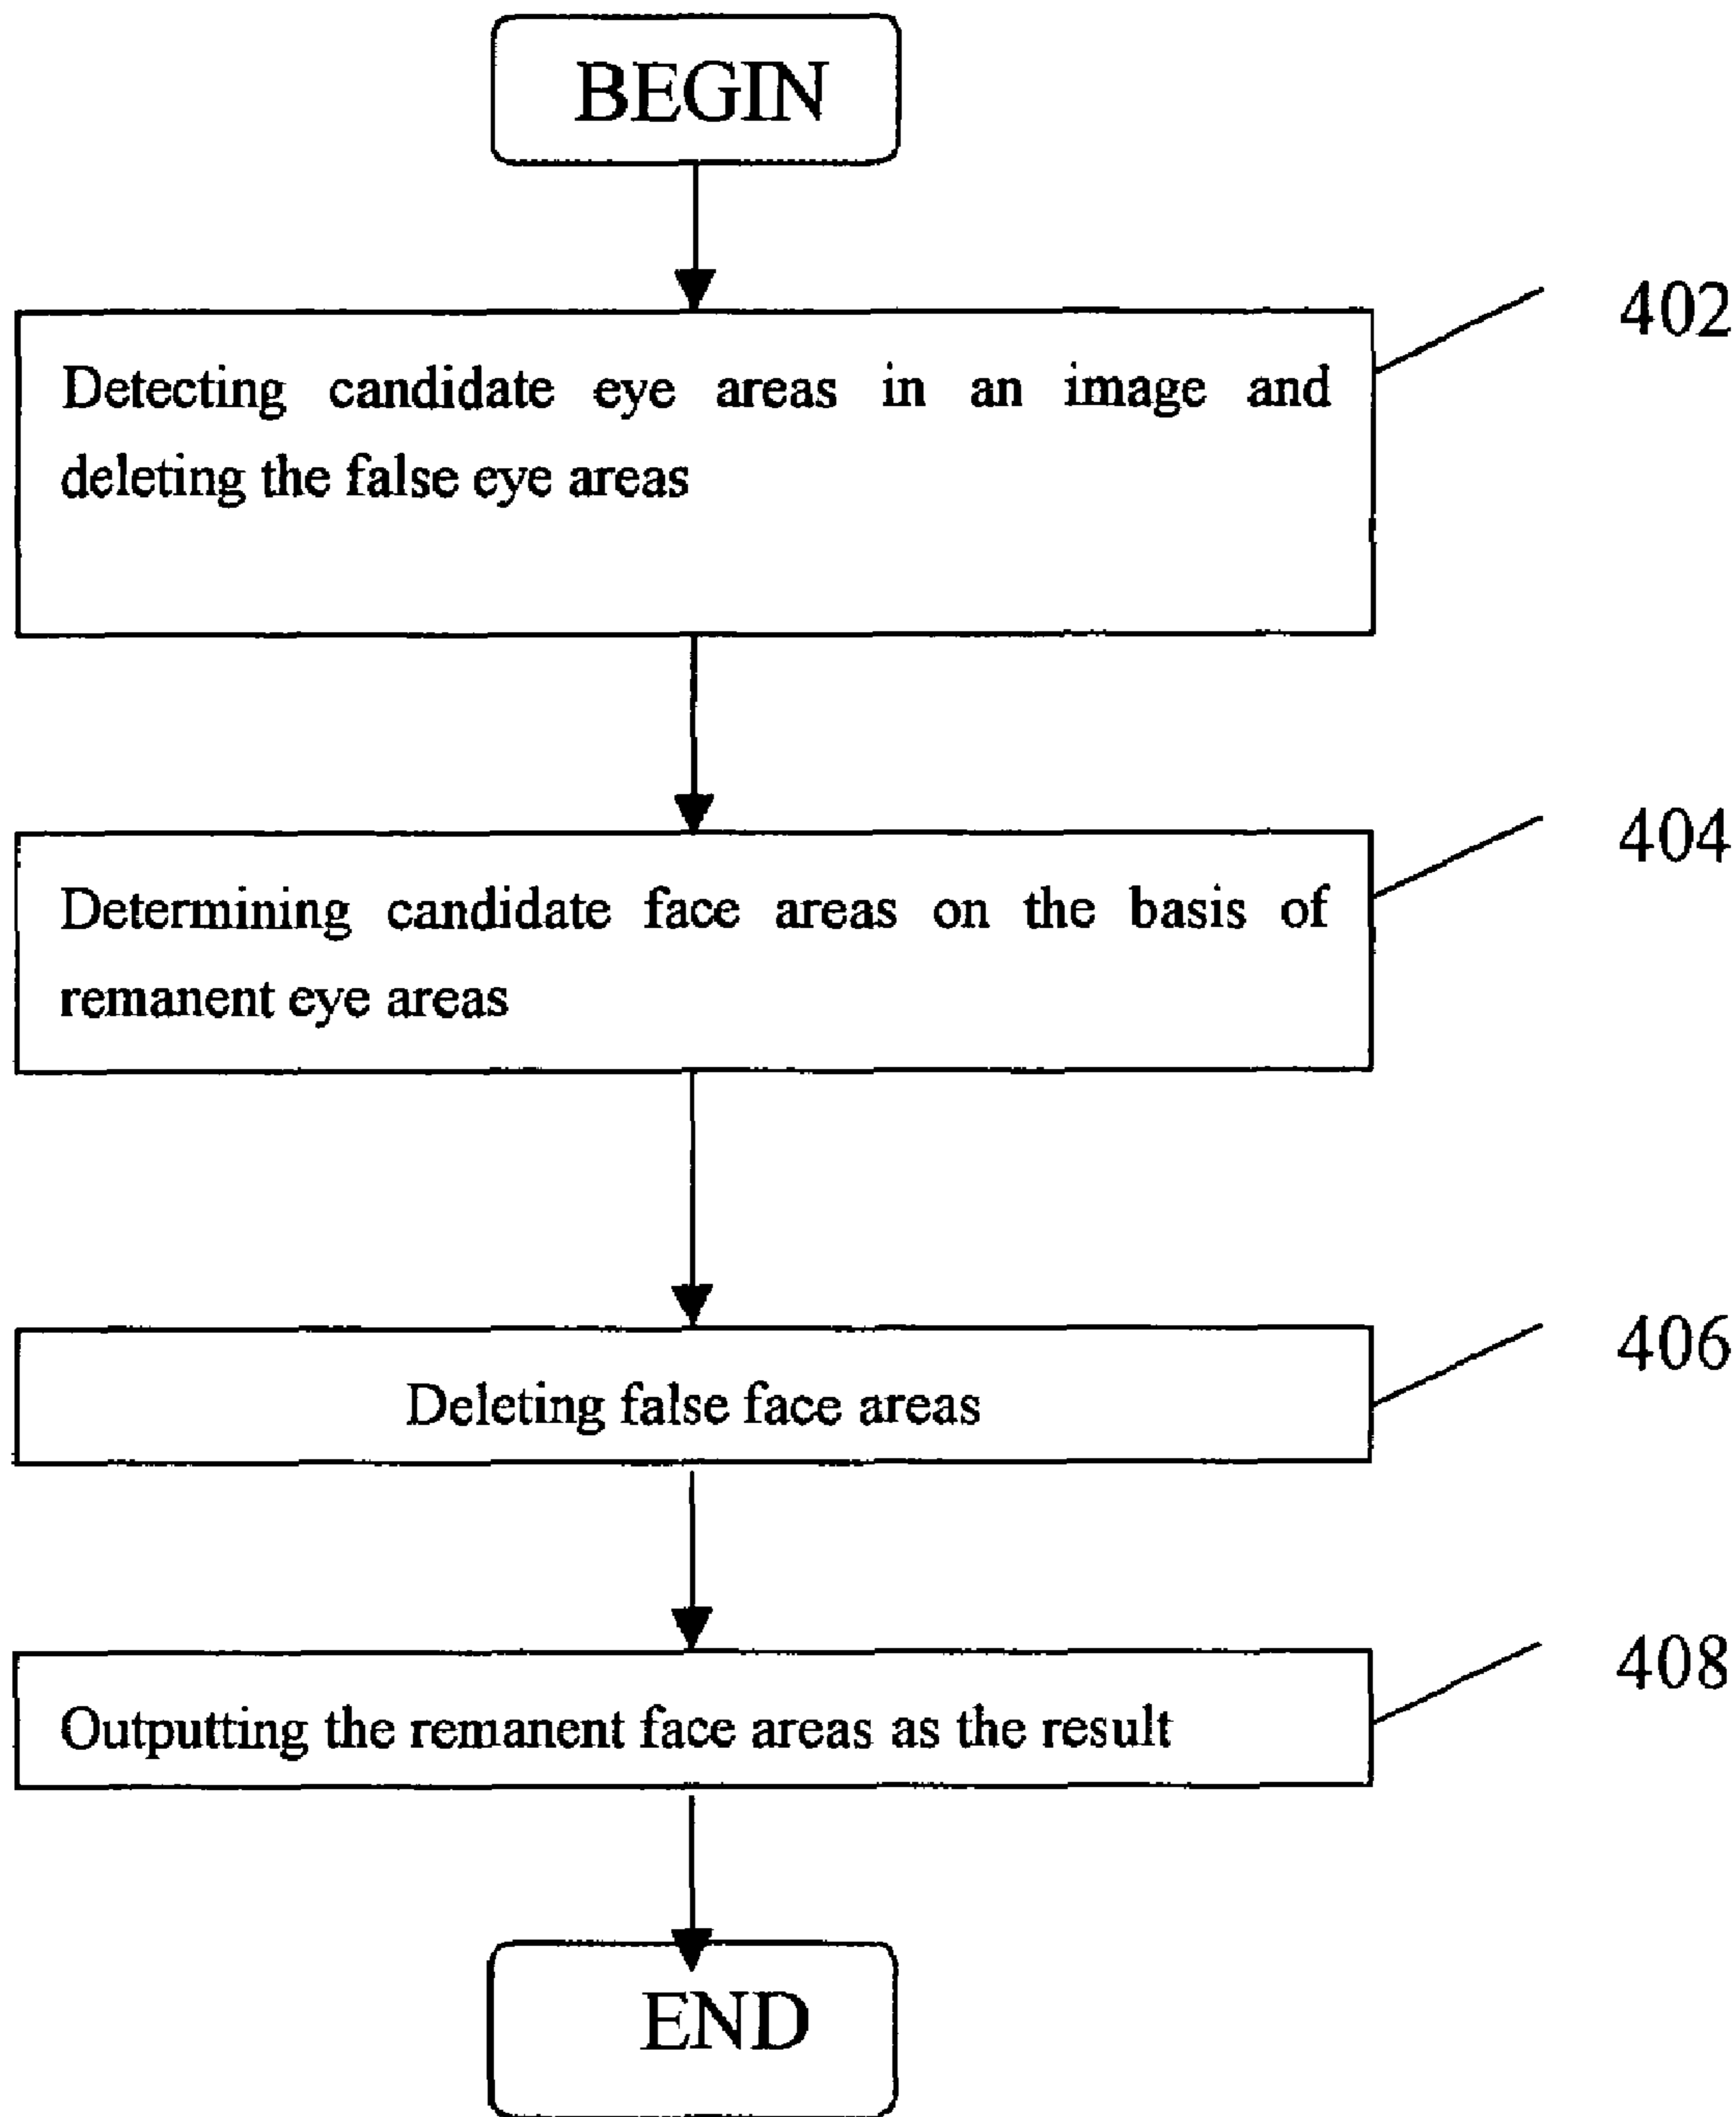 BEGIN
402
Detecting candidate eye areas in an image and
deleting the false eye areas
404
Determining candidate face areas on the basis of
remanent eye areas
406
Deleting false face areas
408
Outputting the remanent face areas as the result
END